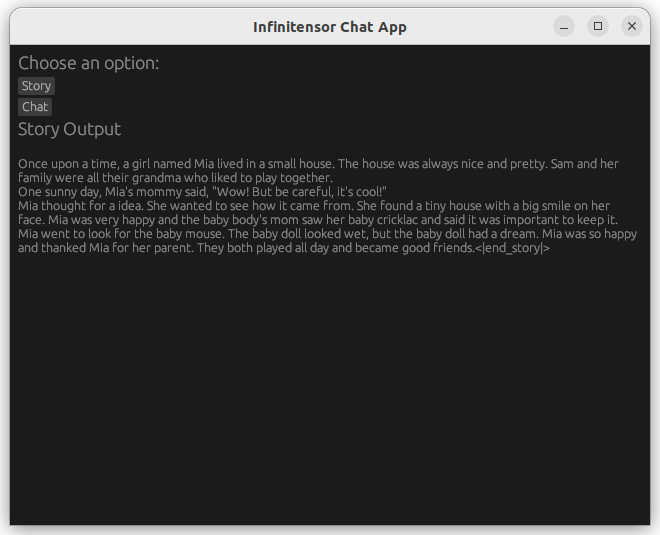 Infinitensor Chat App
Choose an option:
Story
Chat
Story Output
Once upon a time, a girl named Mia lived in a small house. The house was always nice and pretty. Sam and her
family were all their grandma who liked to play together.
One sunny day, Mia's mommy said, "Wow! But be careful, it's cool!"
Mia thought for a idea. She wanted to see how it came from. She found a tiny house with a big smile on her
face. Mia was very happy and the baby body's mom saw her baby cricklac and said it was important to keep it.
Mia went to look for the baby mouse. The baby doll looked wet, but the baby doll had a dream. Mia was so happy
and thanked Mia for her parent. They both played all day and became good friends.<|end_story|>